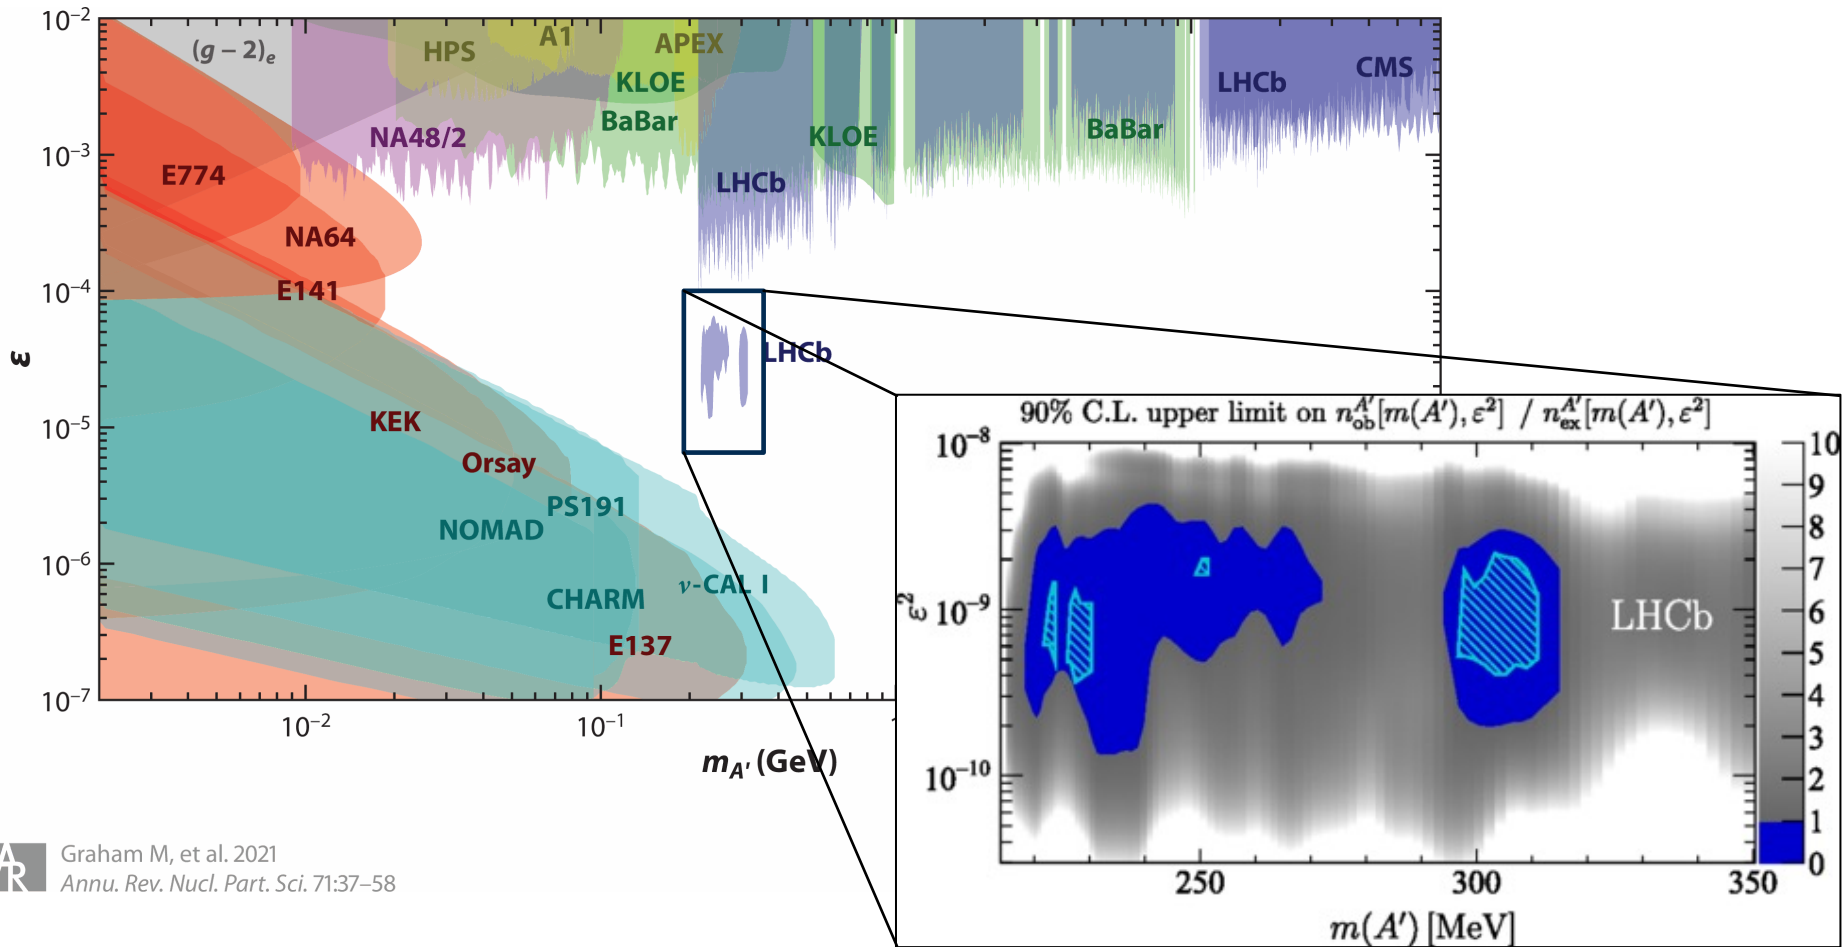 10⁻²
(g − 2)ₑ
HPS
A1
APEX
KLOE
BaBar
NA48/2
KLOE
BaBar
LHCb
CMS
LHCb
10⁻³
E774
NA64
10⁻⁴
E141
ε
LHCb
KEK
10⁻⁵
Orsay
PS191
NOMAD
10⁻⁶
ν-CAL I
CHARM
E137
10⁻⁷
10⁻² 10⁻¹
m_A′ (GeV)
90% C.L. upper limit on n_ob^A′[m(A′), ε²] / n_ex^A′[m(A′), ε²]
10⁻⁸
ε² 10⁻⁹
10⁻¹⁰
LHCb
250 300 350
m(A′) [MeV]
10
9
8
7
6
5
4
3
2
1
0
AR
Graham M, et al. 2021
Annu. Rev. Nucl. Part. Sci. 71:37–58